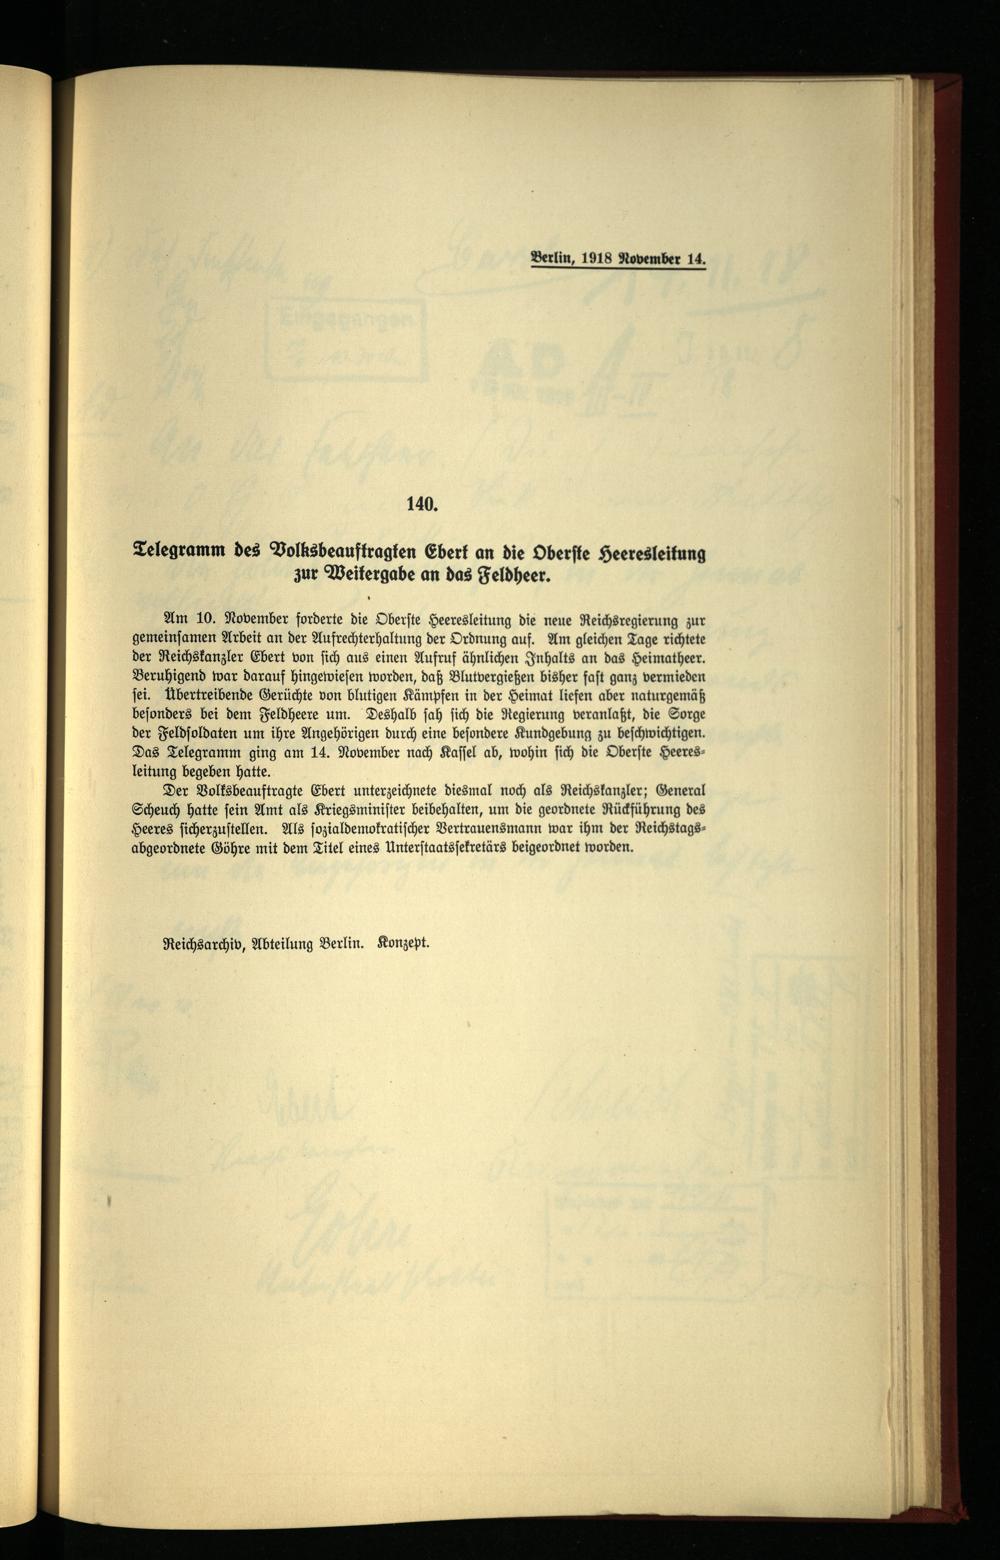 Berlin, 1918 November 14.
140.
Telegramm des Volksbeauftragten Ebert an die Oberste Heeresleitung
zur Weitergabe an das Feldheer.
Am 10. November forderte die Oberste Heeresleitung die neue Reichsregierung zur
gemeinsamen Arbeit an der Aufrechterhaltung der Ordnung auf. Am gleichen Tage richtete
der Reichskanzler Ebert von sich aus einen Aufruf ähnlichen Inhalts an das Heimatheer.
Beruhigend war darauf hingewiesen worden, daß Blutvergießen bisher fast ganz vermieden
sei. Übertreibende Gerüchte von blutigen Kämpfen in der Heimat liefen aber naturgemäß
besonders bei dem Feldheere um. Deshalb sah sich die Regierung veranlaßt, die Sorge
der Feldsoldaten um ihre Angehörigen durch eine besondere Kundgebung zu beschwichtigen.
Das Telegramm ging am 14. November nach Kassel ab, wohin sich die Oberste Heeres-
leitung begeben hatte.
Der Volksbeauftragte Ebert unterzeichnete diesmal noch als Reichskanzler; General
Scheuch hatte sein Amt als Kriegsminister beibehalten, um die geordnete Rückführung des
Heeres sicherzustellen. Als sozialdemokratischer Vertrauensmann war ihm der Reichstags-
abgeordnete Göhre mit dem Titel eines Unterstaatssekretärs beigeordnet worden.
Reichsarchiv, Abteilung Berlin. Konzept.